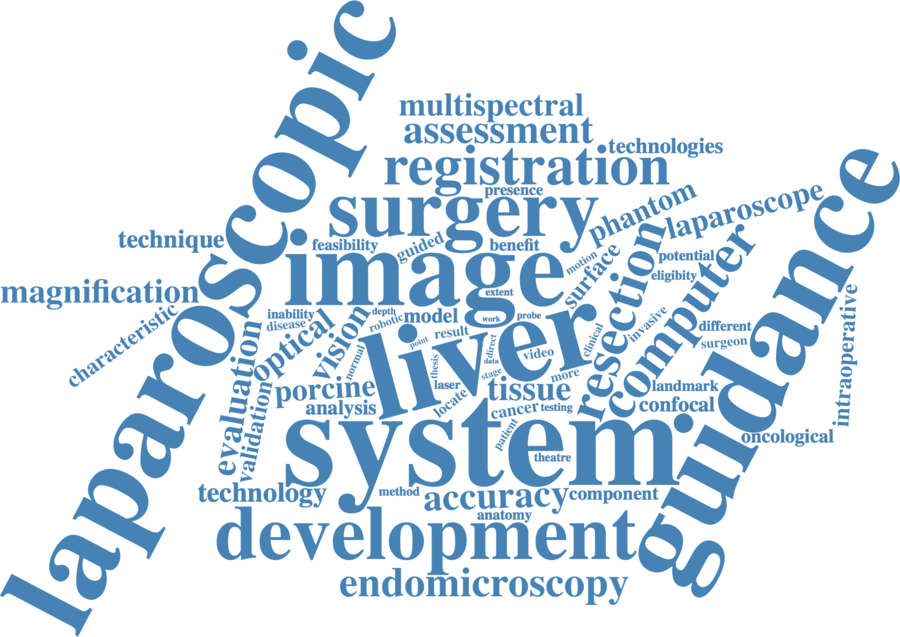 laparoscopic
multispectral
assessment
technologies
registration
presence
surgery
phantom
laparoscope
guidance
technique
feasibility
guided
benefit
image
motion
surface
potential
eligibity
magnification
extent
resection
computer
characteristic
inability
disease
optical
vision
depth
robotic
model
work
probe
result
point
liver
direct
data
video
clinical
invasive
different
surgeon
intraoperative
evaluation
validation
normal
thesis
laser
stage
more
porcine
analysis
locate
tissue
landmark
cancer
testing
confocal
patient
system
theatre
oncological
technology
method
accuracy
component
anatomy
development
endomicroscopy